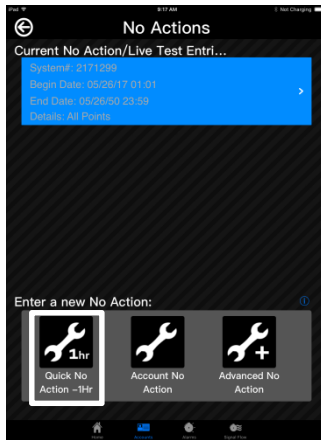 iPad 8:17 AM Not Charging
No Actions
Current No Action/Live Test Entri...
System#: 2171299
Begin Date: 05/26/17 01:01
End Date: 05/26/50 23:59
Details: All Points
Enter a new No Action:
1hr
Quick No Action -1Hr
Account No Action
Advanced No Action
Home Accounts Alarms Signal Flow